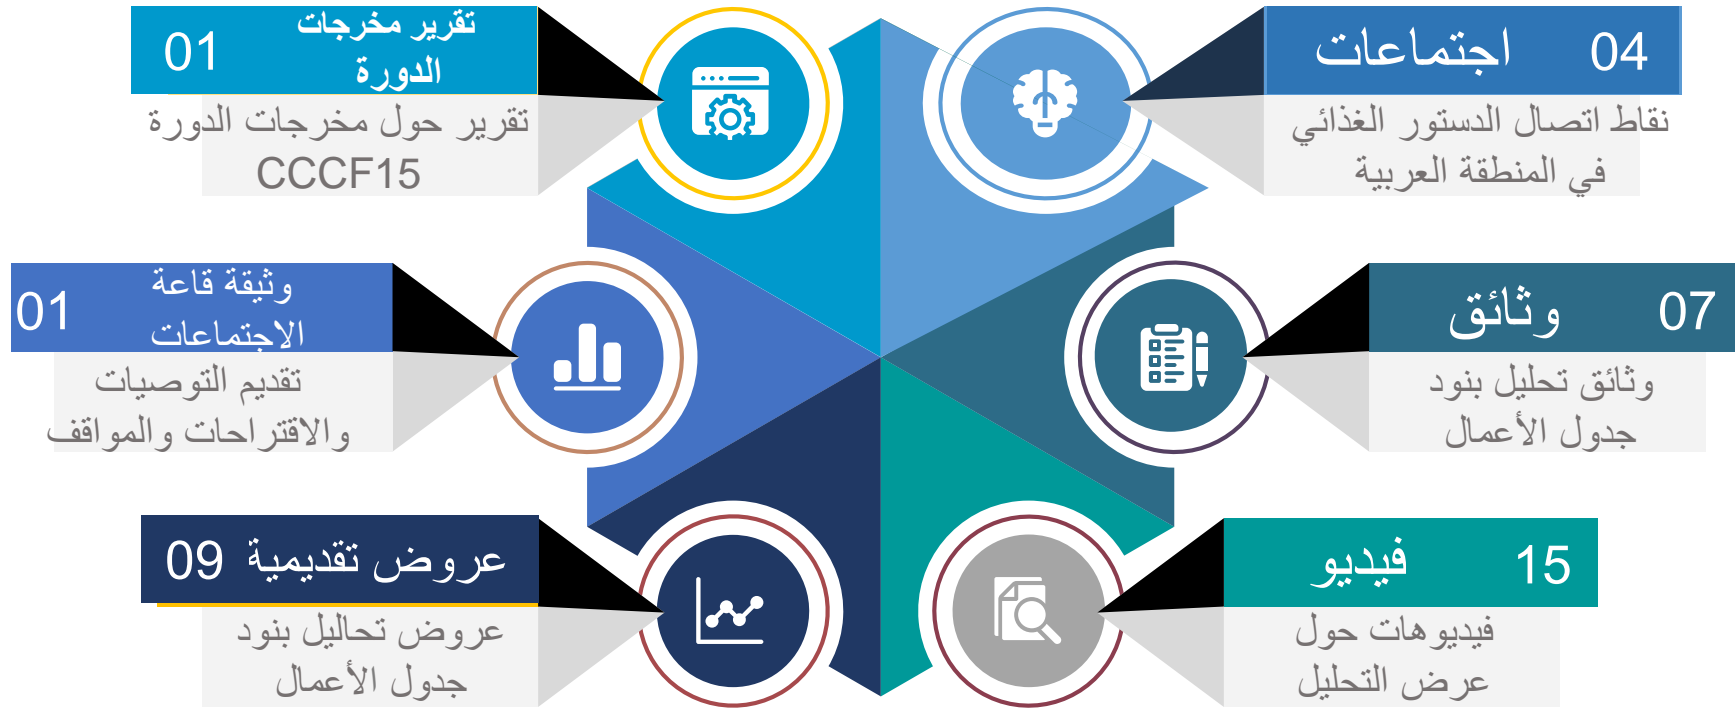 04 اجتماعات
نقاط اتصال الدستور الغذائي
في المنطقة العربية
07 وثائق
وثائق تحليل بنود
جدول الأعمال
15 فيديو
فيديوهات حول
عرض التحليل
تقرير مخرجات
الدورة
01
تقرير حول مخرجات الدورة
CCCF15
وثيقة قاعة
الاجتماعات
01
تقديم التوصيات
والاقتراحات والمواقف
عروض تقديمية 09
عروض تحاليل بنود
جدول الأعمال